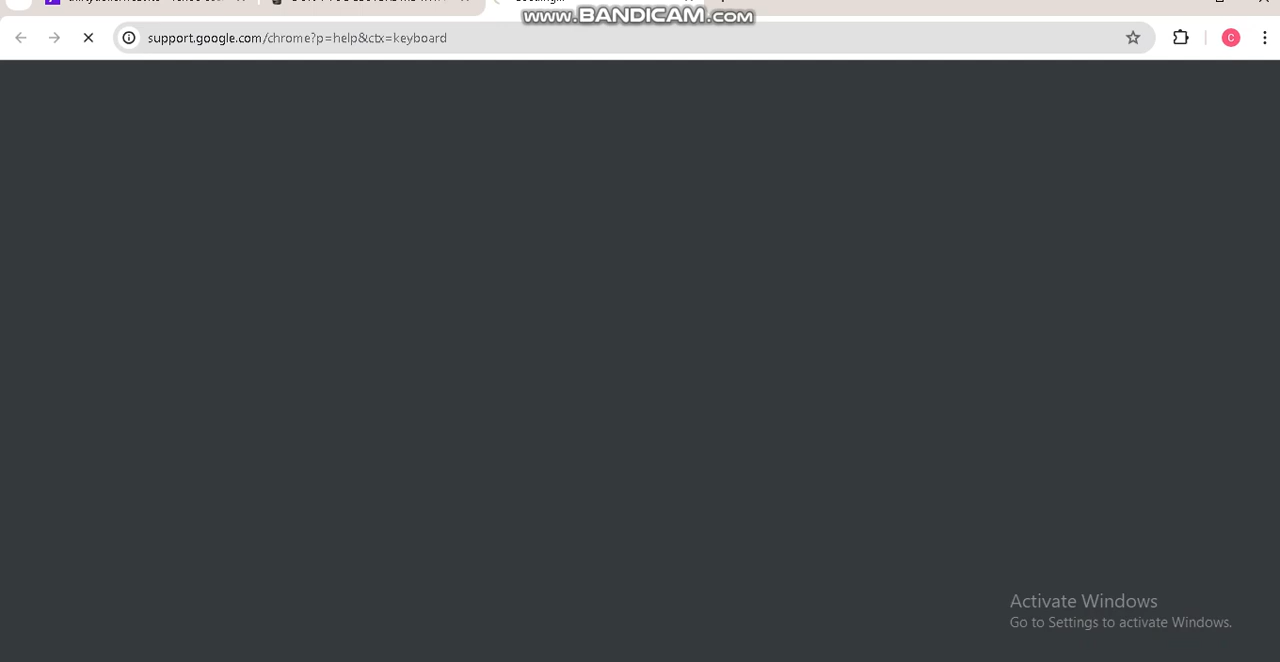 www.BANDICAM.com
support.google.com/chrome?p=help&ctx=keyboard
C
Activate Windows
Go to Settings to activate Windows.